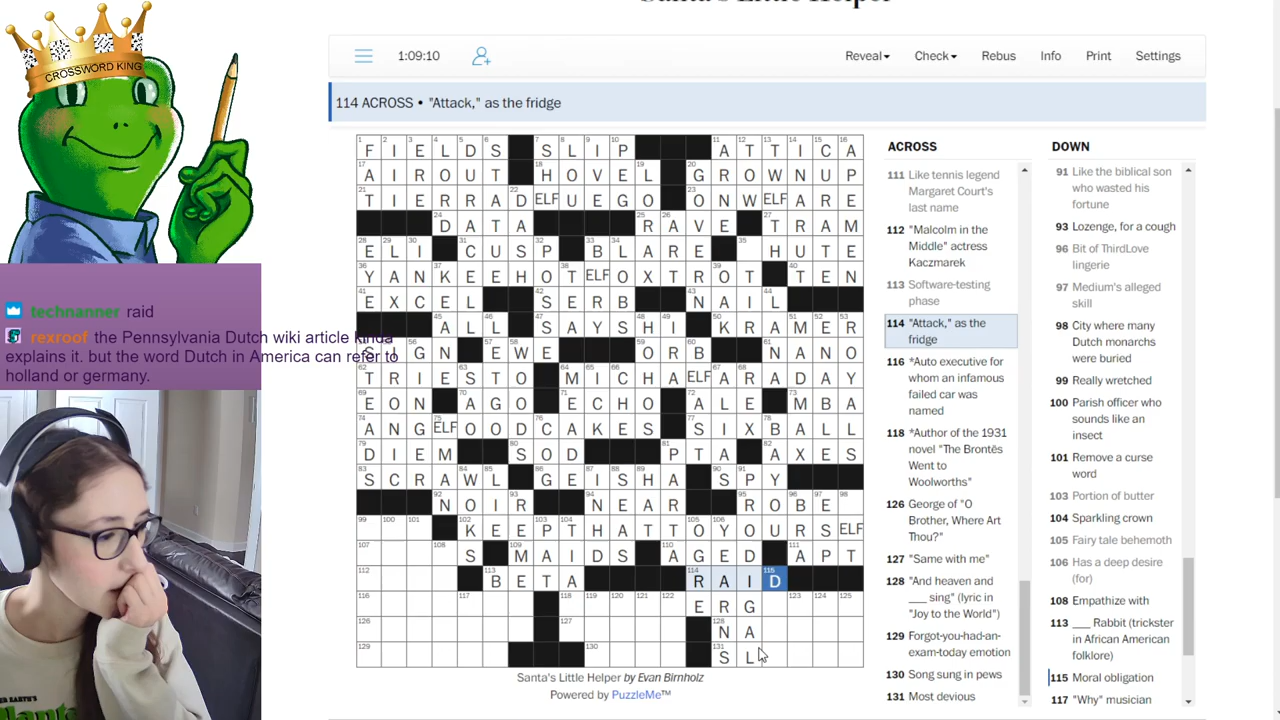 Santa's Little Helper
CROSSWORD KING
1:09:10
Reveal
Check
Rebus
Info
Print
Settings
114 ACROSS • "Attack," as the fridge
F I E L D S S L I P A T T I C A
A I R O U T H O V E L G R O W N U P
T I E R R A D ELF U E G O O N W ELF A R E
D A T A R A V E T R A M
E L I C U S P B L A R E H U T E
Y A N K E E H O T ELF O X T R O T T E N
E X C E L S E R B N A I L
A L L S A Y S H I K R A M E R
S I G N E W E O R B N A N O
T R I E S T O M I C H A ELF A R A D A Y
E O N A G O E C H O A L E M B A
A N G ELF O O D C A K E S S I X B A L L
D I E M S O D P T A A X E S
S C R A W L G E I S H A S P Y
N O I R N E A R R O B E
K E E P T H A T T O Y O U R S ELF
S M A I D S A G E D A P T
B E T A R A I D
E R G
N A
S L
Santa's Little Helper by Evan Birnholz
Powered by PuzzleMe™
ACROSS
111 Like tennis legend
Margaret Court's
last name
112 "Malcolm in the
Middle" actress
Kaczmarek
113 Software-testing
phase
114 "Attack," as the
fridge
116 *Auto executive for
whom an infamous
failed car was
named
118 *Author of the 1931
novel "The Brontës
Went to
Woolworths"
126 George of "O
Brother, Where Art
Thou?"
127 "Same with me"
128 "And heaven and
___ sing" (lyric in
"Joy to the World")
129 Forgot-you-had-an-
exam-today emotion
130 Song sung in pews
131 Most devious
DOWN
91 Like the biblical son
who wasted his
fortune
93 Lozenge, for a cough
96 Bit of ThirdLove
lingerie
97 Medium's alleged
skill
98 City where many
Dutch monarchs
were buried
99 Really wretched
100 Parish officer who
sounds like an
insect
101 Remove a curse
word
103 Portion of butter
104 Sparkling crown
105 Fairy tale behemoth
106 Has a deep desire
(for)
108 Empathize with
113 ___ Rabbit (trickster
in African American
folklore)
115 Moral obligation
117 "Why" musician
technanner raid
rexroof the Pennsylvania Dutch wiki article kinda
explains it. but the word Dutch in America can refer to
holland or germany.